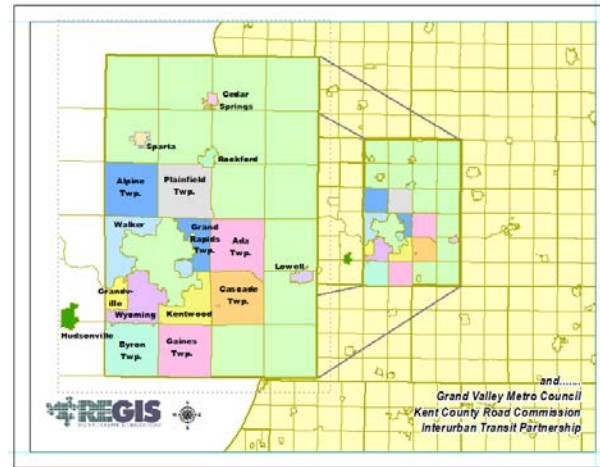 Cedar
Springs
Sparta
Rockford
Alpine
Twp.
Plainfield
Twp.
Walker
Grand
Rapids
Twp.
Ada
Twp.
Lowell
Grandv-
ville
Cascade
Twp.
Wyoming
Kentwood
Hudsonville
Byron
Twp.
Gaines
Twp.
REGIS
and.......
Grand Valley Metro Council
Kent County Road Commission
Interurban Transit Partnership